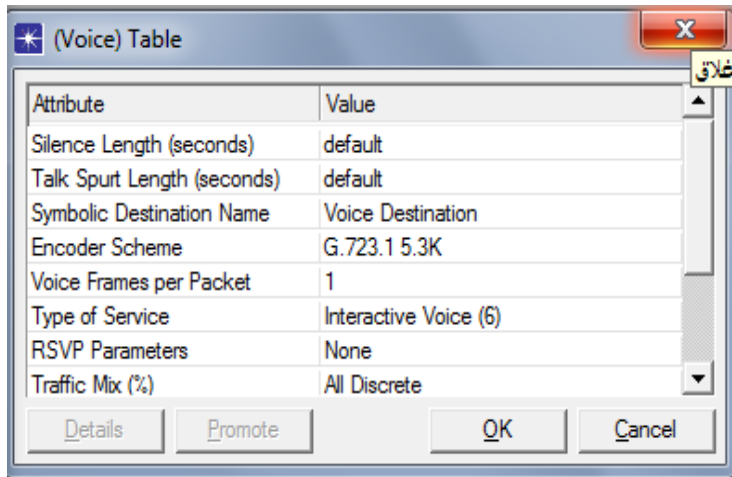 (Voice) Table
Attribute Value
Silence Length (seconds) default
Talk Spurt Length (seconds) default
Symbolic Destination Name Voice Destination
Encoder Scheme G.723.1 5.3K
Voice Frames per Packet 1
Type of Service Interactive Voice (6)
RSVP Parameters None
Traffic Mix (%) All Discrete
Details Promote OK Cancel